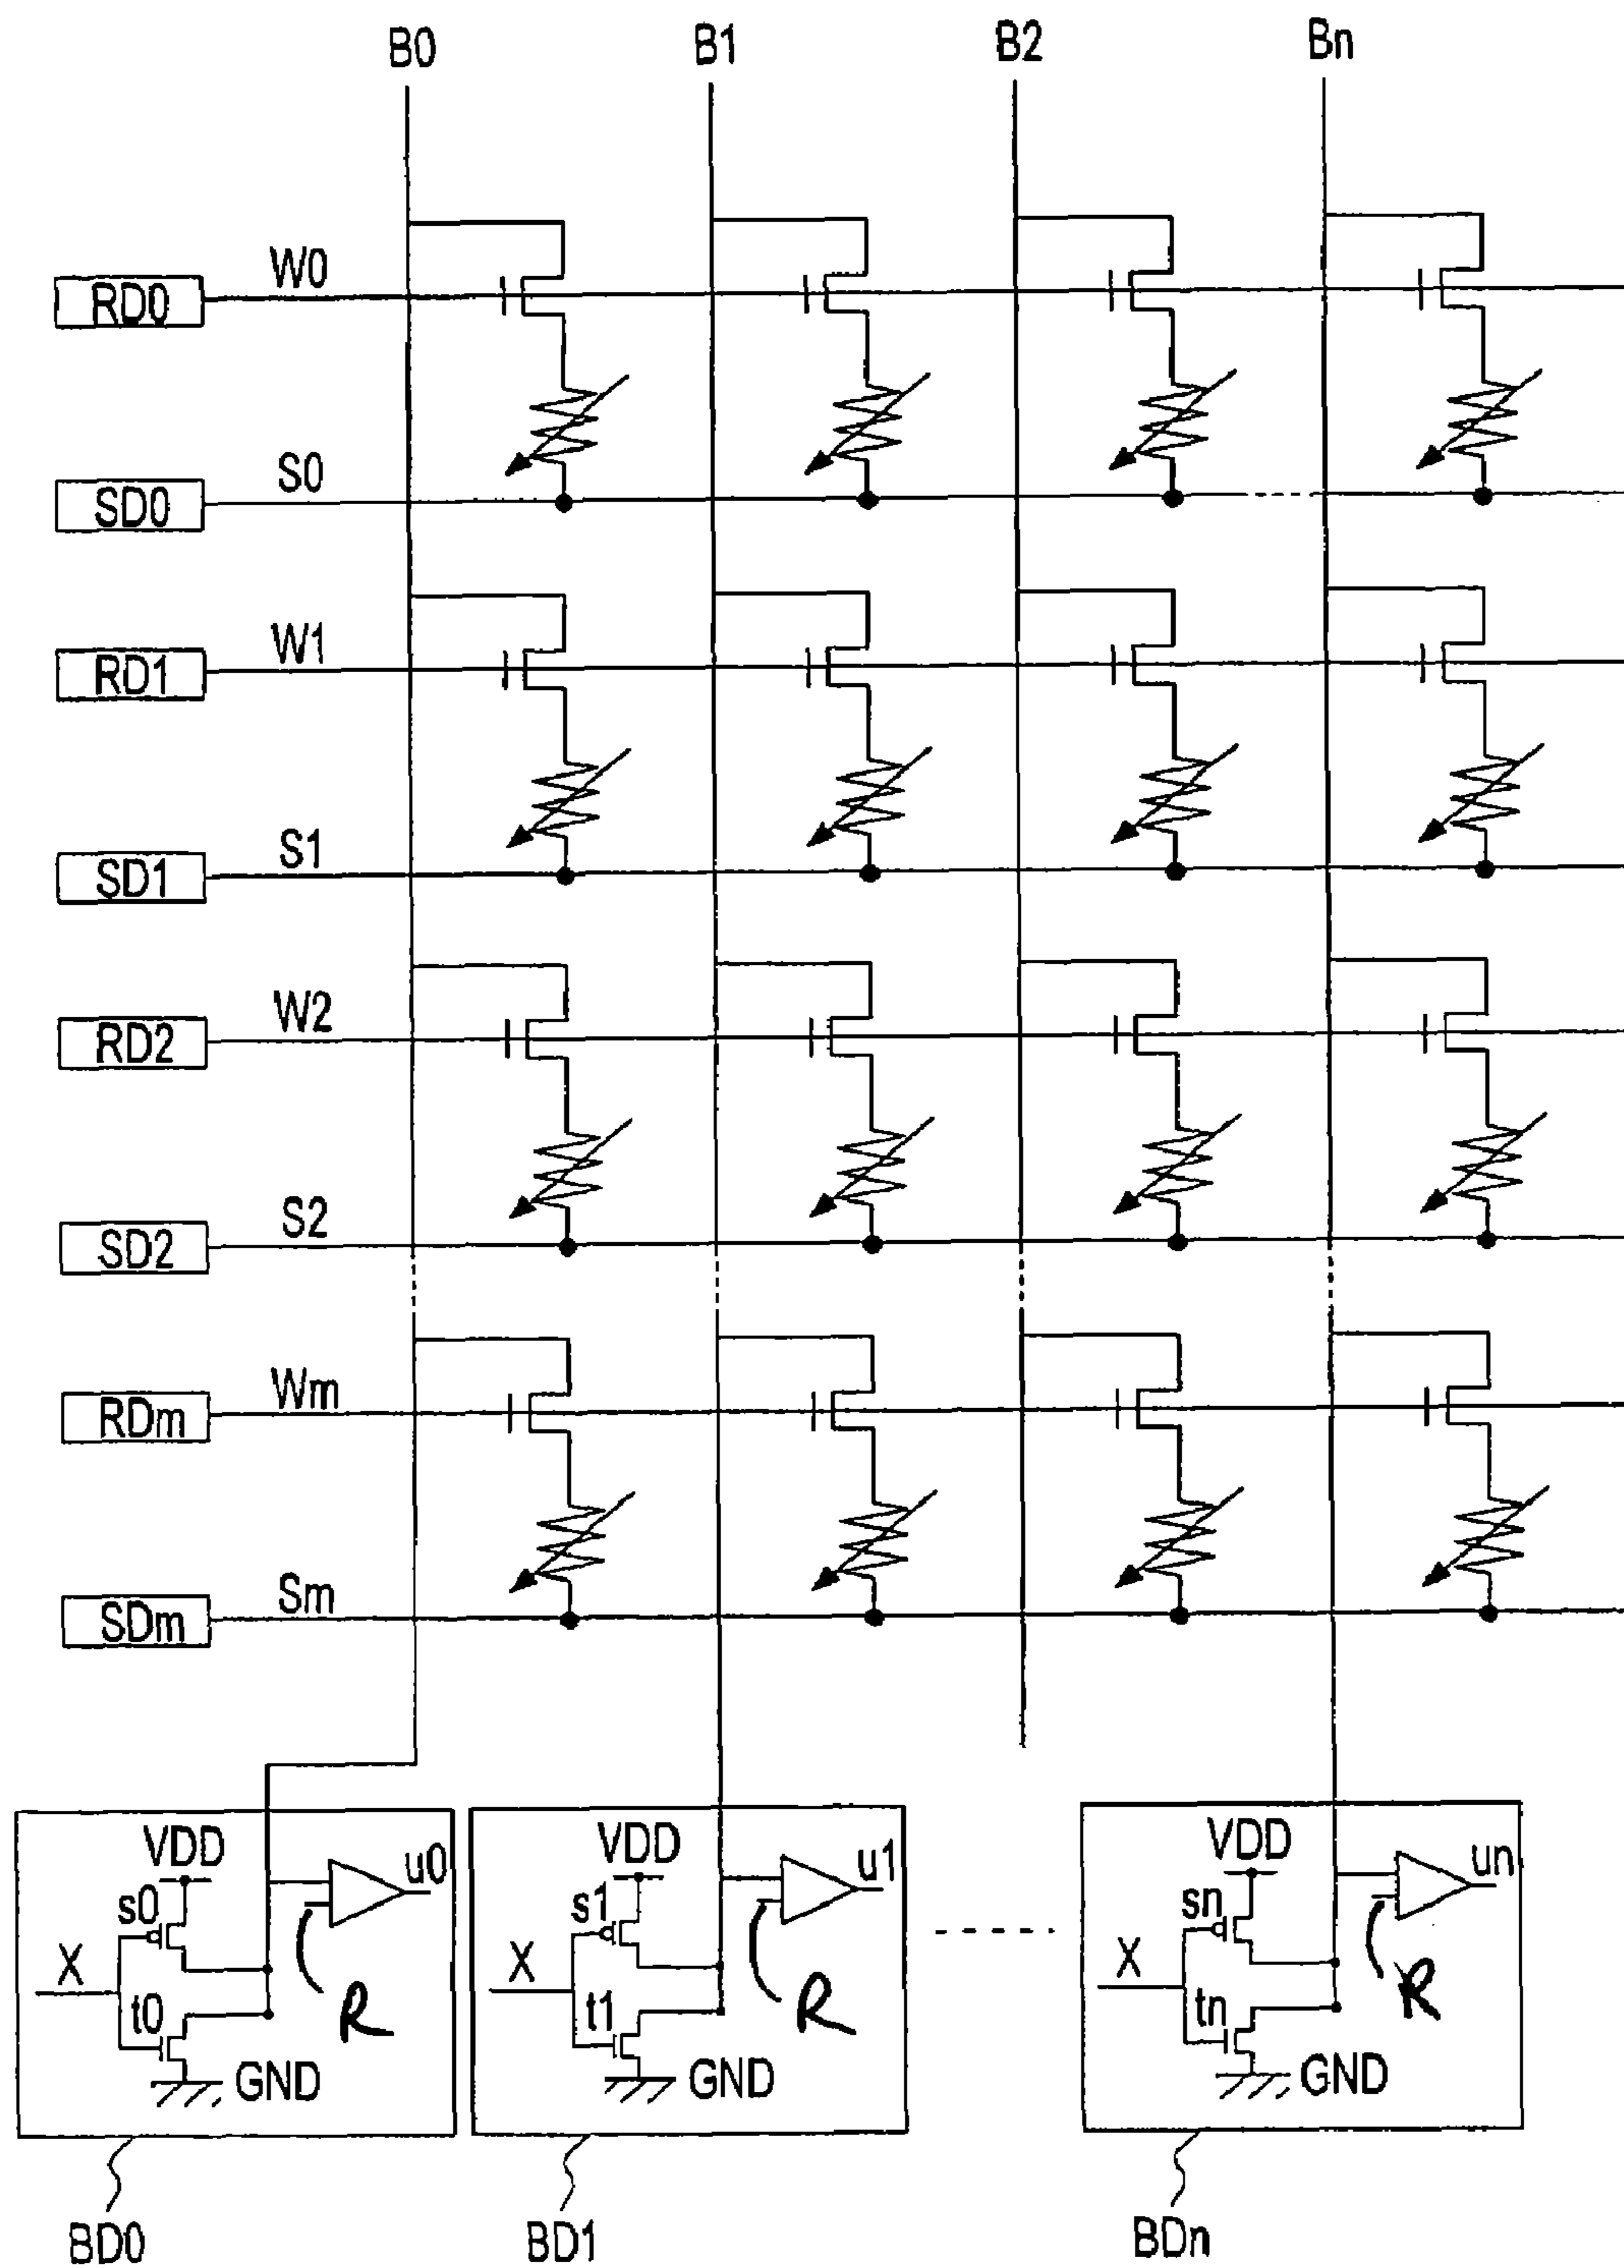 B0 B1 B2 Bn
W0
RD0
S0
SD0
W1
RD1
S1
SD1
W2
RD2
S2
SD2
Wm
RDm
Sm
SDm
VDD u0 VDD u1 VDD un
s0 s1 sn
X X X
t0 R t1 R tn R
GND GND GND
BD0 BD1 BDn